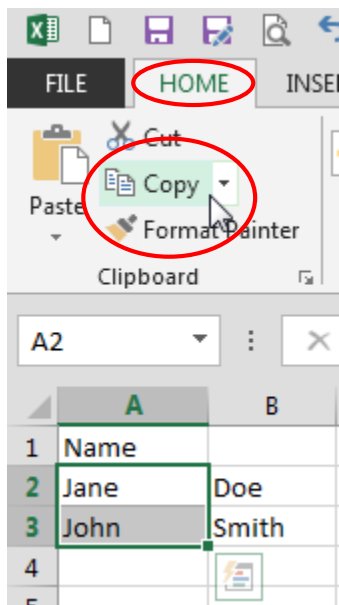 FILE HOME
Cut
Copy
Paste
Format Painter
Clipboard
A2
A B
1 Name
2 Jane Doe
3 John Smith
4